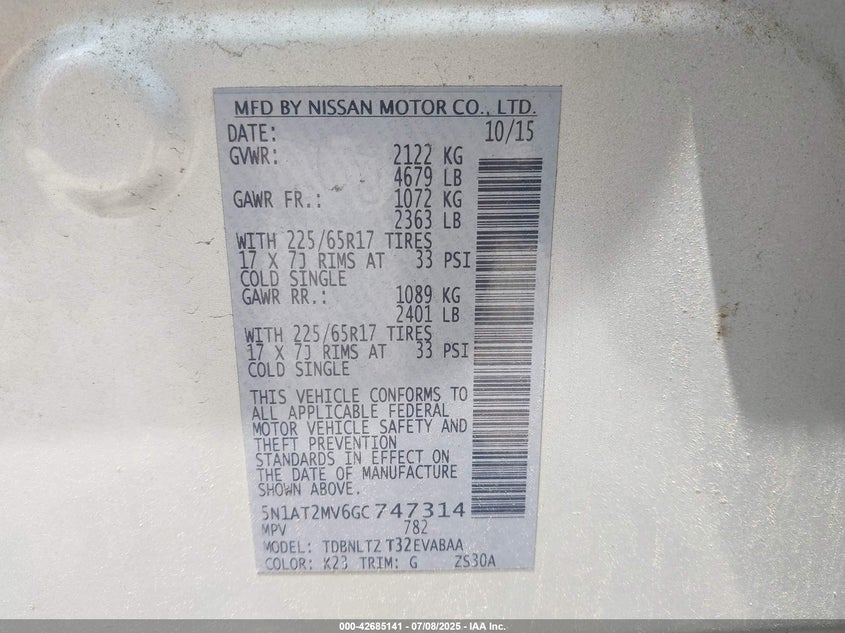 MFD BY NISSAN MOTOR CO., LTD.
DATE: 10/15
GVWR: 2122 KG
4679 LB
GAWR FR.: 1072 KG
2363 LB
WITH 225/65R17 TIRES
17 X 7J RIMS AT 33 PSI
COLD SINGLE
GAWR RR.: 1089 KG
2401 LB
WITH 225/65R17 TIRES
17 X 7J RIMS AT 33 PSI
COLD SINGLE
THIS VEHICLE CONFORMS TO
ALL APPLICABLE FEDERAL
MOTOR VEHICLE SAFETY AND
THEFT PREVENTION
STANDARDS IN EFFECT ON
THE DATE OF MANUFACTURE
SHOWN ABOVE.
5N1AT2MV6GC747314
MPV 782
MODEL: TDBNLTZ T32EVABAA
COLOR: K23 TRIM: G ZS30A
000-42685141 - 07/08/2025 - IAA Inc.